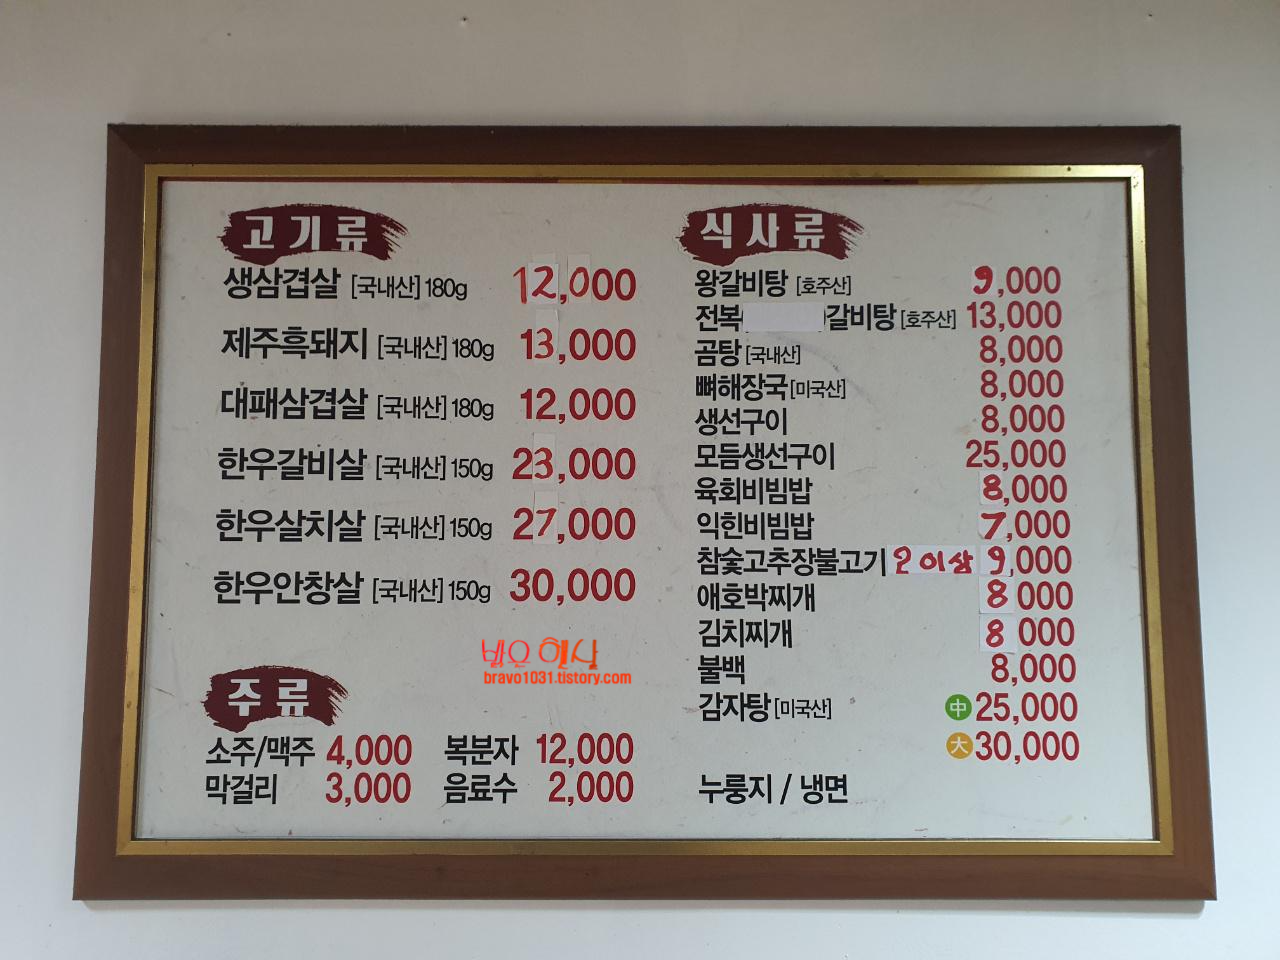 고기류
생삼겹살 [국내산] 180g 12,000
제주흑돼지 [국내산] 180g 13,000
대패삼겹살 [국내산] 180g 12,000
한우갈비살 [국내산] 150g 23,000
한우살치살 [국내산] 150g 27,000
한우안창살 [국내산] 150g 30,000
bravo1031.tistory.com
주류
소주/맥주 4,000 복분자 12,000
막걸리 3,000 음료수 2,000
식사류
왕갈비탕 [호주산] 9,000
전복 갈비탕 [호주산] 13,000
곰탕 [국내산] 8,000
뼈해장국 [미국산] 8,000
생선구이 8,000
모듬생선구이 25,000
육회비빔밥 8,000
익힌비빔밥 7,000
참숯고추장불고기 이상 9,000
애호박찌개 8 000
김치찌개 8 000
불백 8,000
감자탕 [미국산] 中 25,000
大 30,000
누룽지 / 냉면